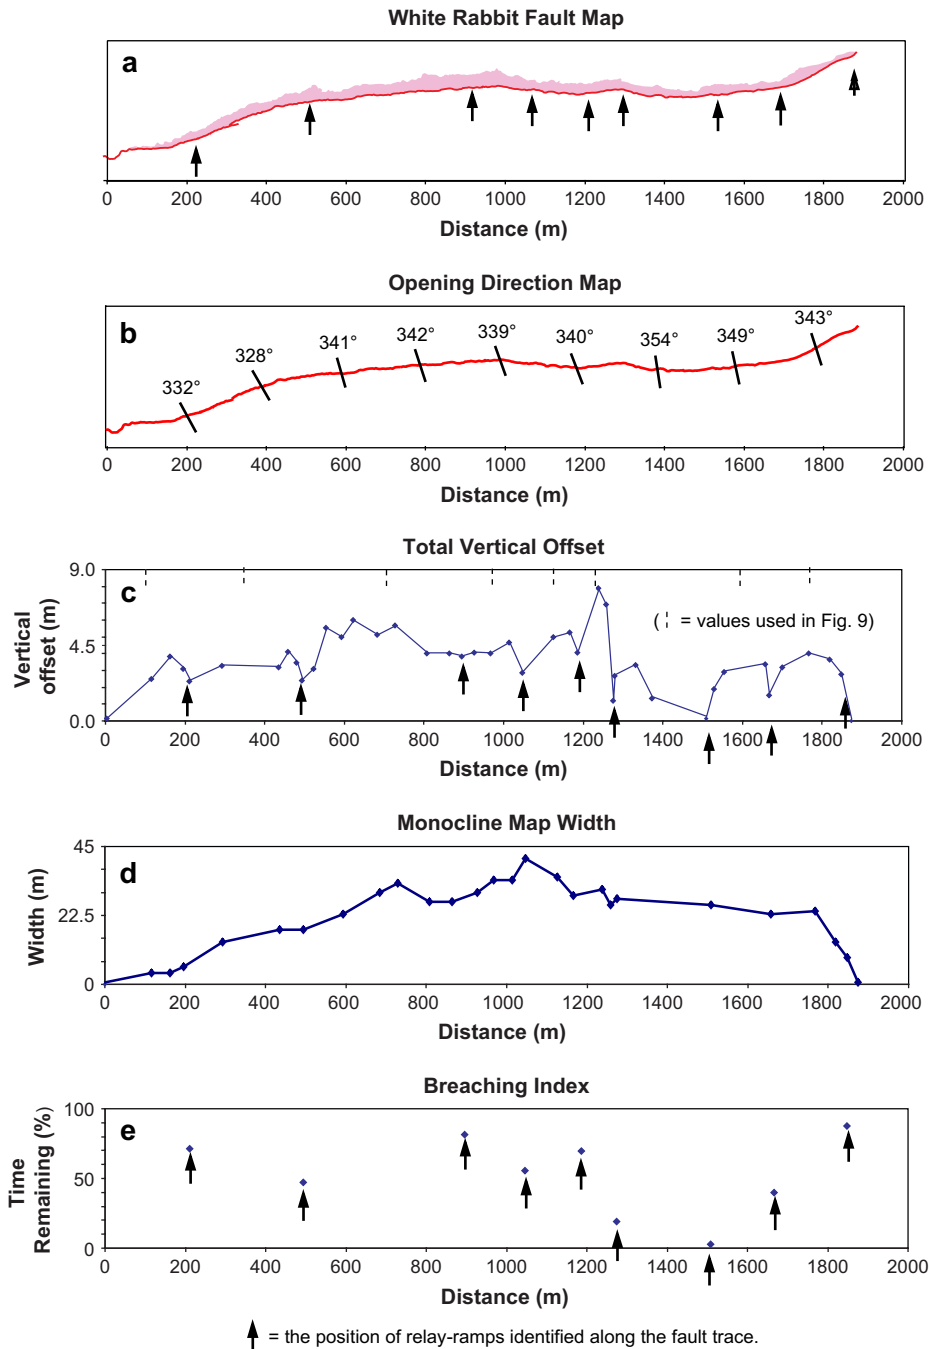 White Rabbit Fault Map
a
0 200 400 600 800 1000 1200 1400 1600 1800 2000
Distance (m)
Opening Direction Map
b
332° 328° 341° 342° 339° 340° 354° 349° 343°
0 200 400 600 800 1000 1200 1400 1600 1800 2000
Distance (m)
Total Vertical Offset
c
Vertical
offset (m)
9.0
4.5
0.0
( ¦ = values used in Fig. 9)
0 200 400 600 800 1000 1200 1400 1600 1800 2000
Distance (m)
Monocline Map Width
d
Width (m)
45
22.5
0
0 200 400 600 800 1000 1200 1400 1600 1800 2000
Distance (m)
Breaching Index
e
Time
Remaining (%)
100
50
0
0 200 400 600 800 1000 1200 1400 1600 1800 2000
Distance (m)
= the position of relay-ramps identified along the fault trace.